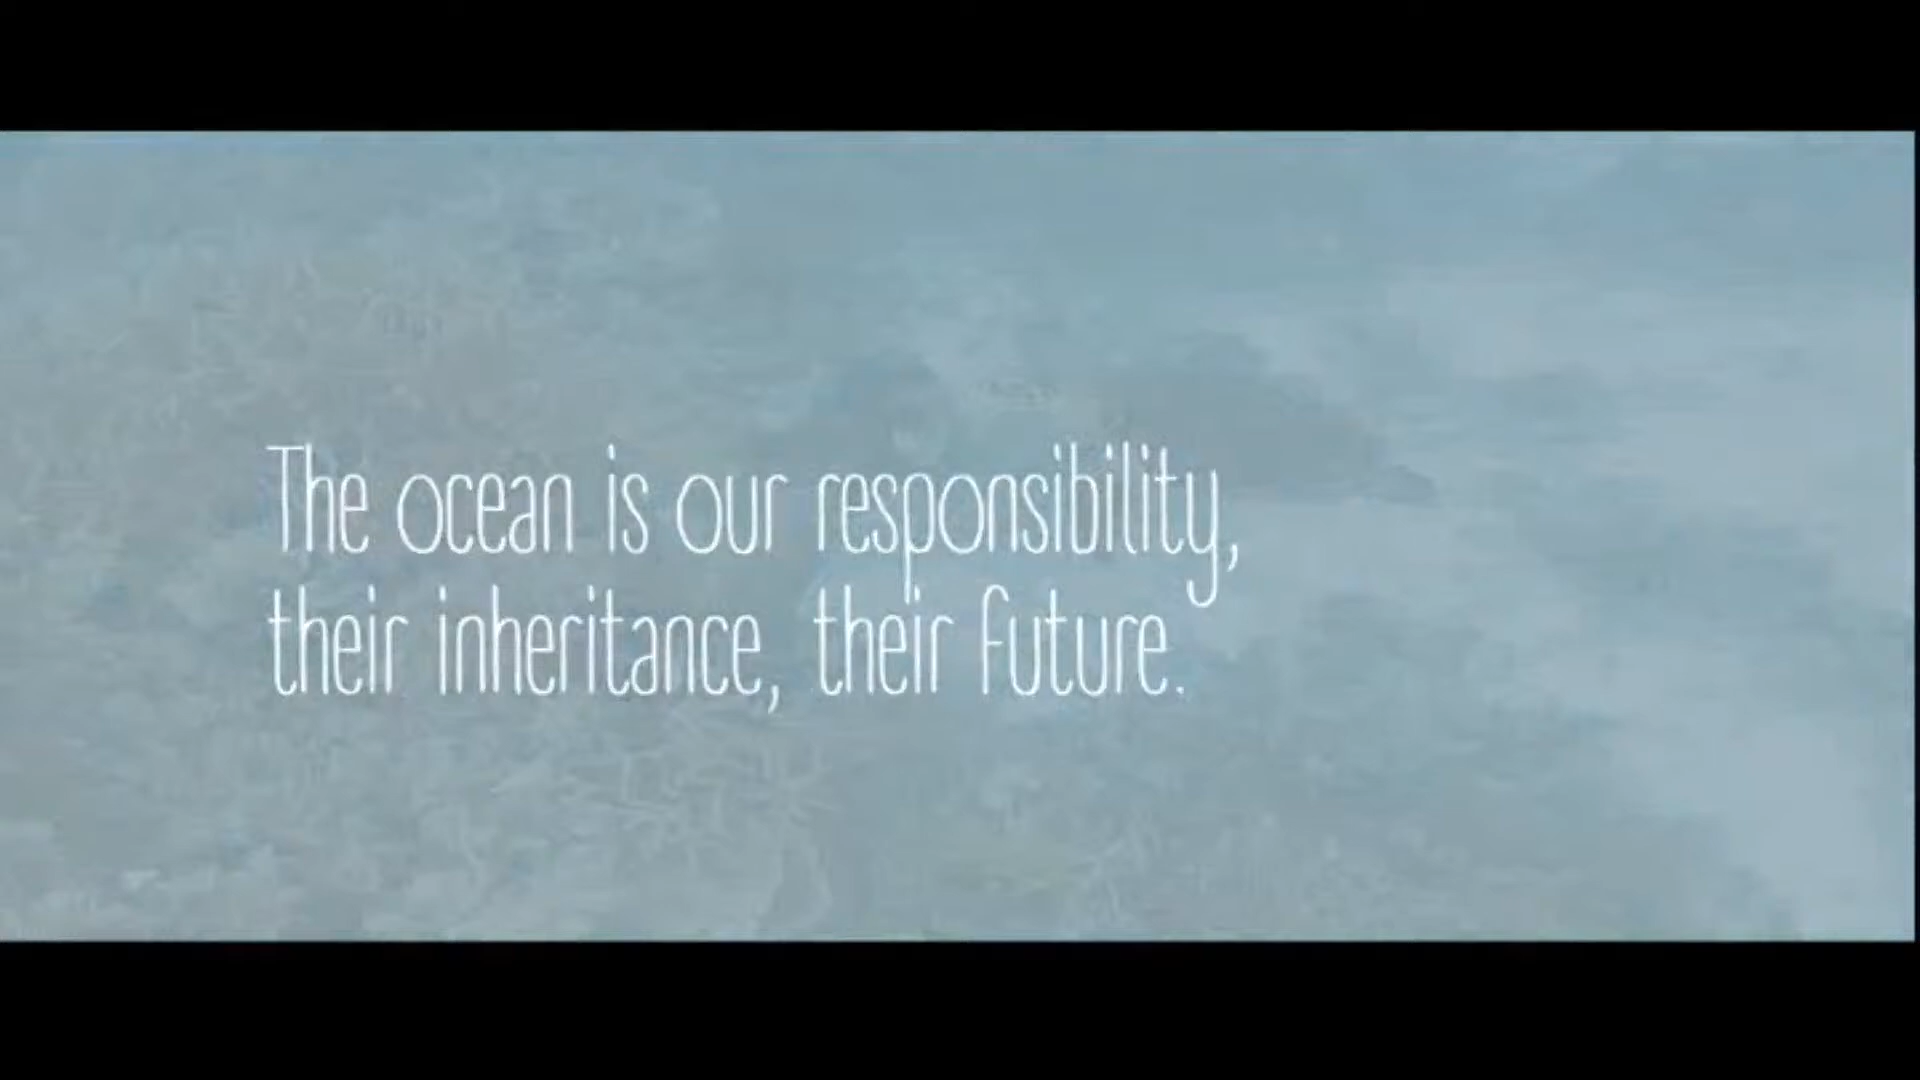 The ocean is our responsibility,
their inheritance, their future.